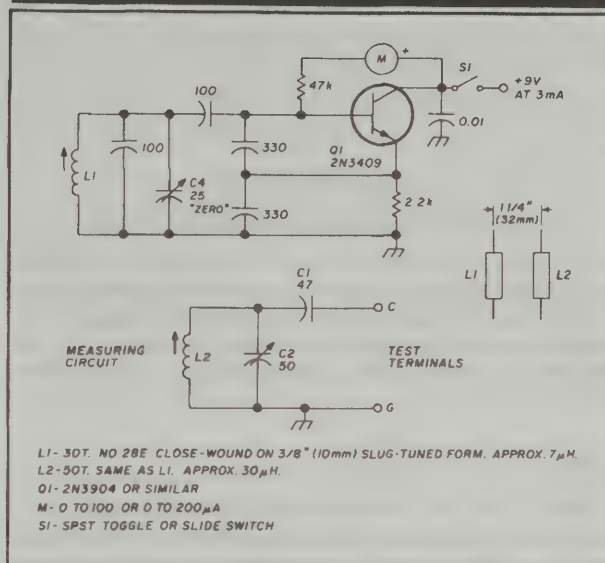 M +
S1
+9V
AT 3mA
47k
100
0.01
Q1
2N3409
L1
100
C4
25
"ZERO"
330
330
2.2k
1 1/4"
(32mm)
L1
L2
C1
47
C
MEASURING
CIRCUIT
L2
C2
50
TEST
TERMINALS
G
L1- 30T. NO 28E CLOSE-WOUND ON 3/8" (10mm) SLUG-TUNED FORM. APPROX. 7µH.
L2- 50T. SAME AS L1. APPROX. 30µH.
Q1- 2N3904 OR SIMILAR
M- 0 TO 100 OR 0 TO 200µA
S1- SPST TOGGLE OR SLIDE SWITCH